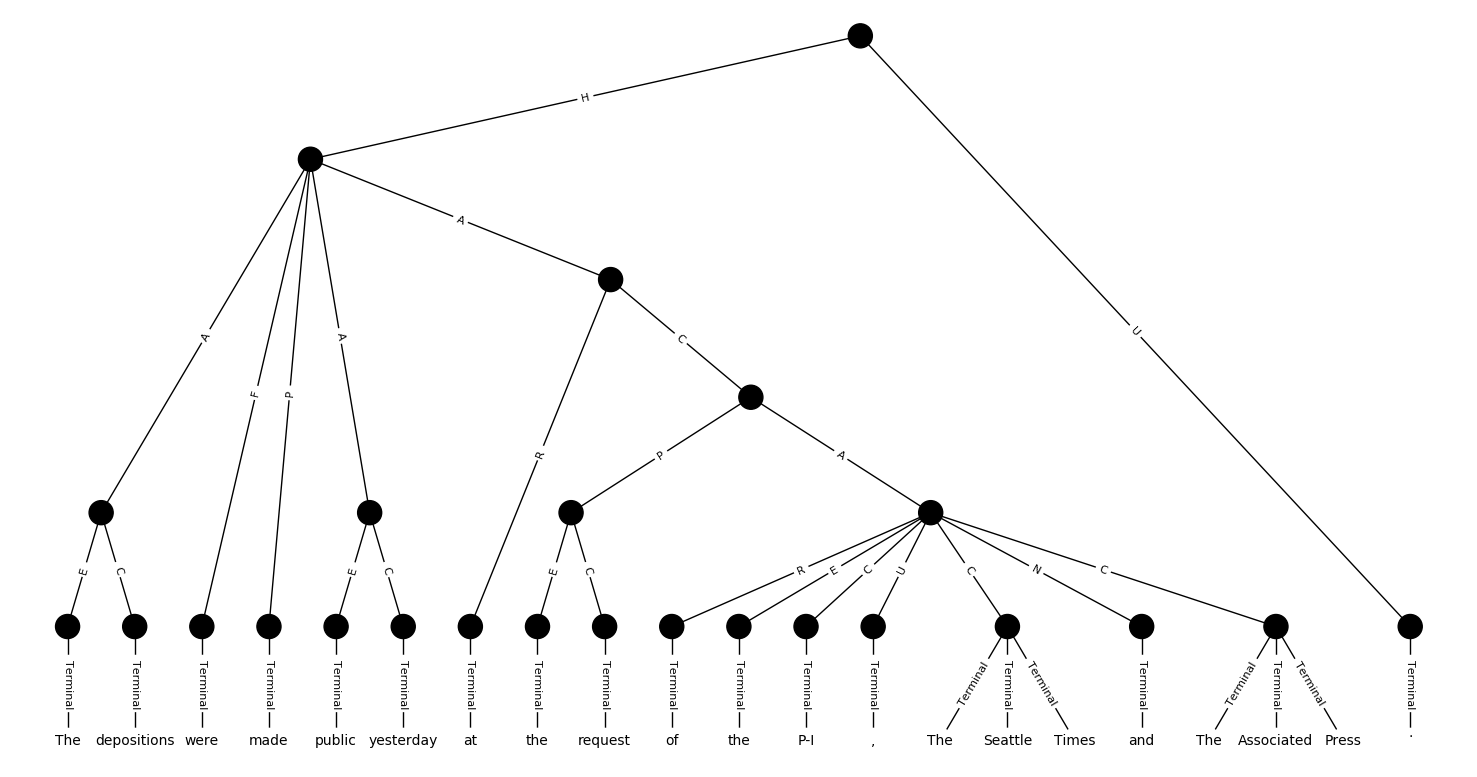 H
A
U
A
A
C
F
P
R
P
A
E
C
E
C
E
C
R
E
C
U
C
N
C
Terminal Terminal Terminal Terminal Terminal Terminal Terminal Terminal Terminal Terminal Terminal Terminal Terminal Terminal Terminal Terminal Terminal Terminal Terminal Terminal Terminal
The depositions were made public yesterday at the request of the P-I , The Seattle Times and The Associated Press .